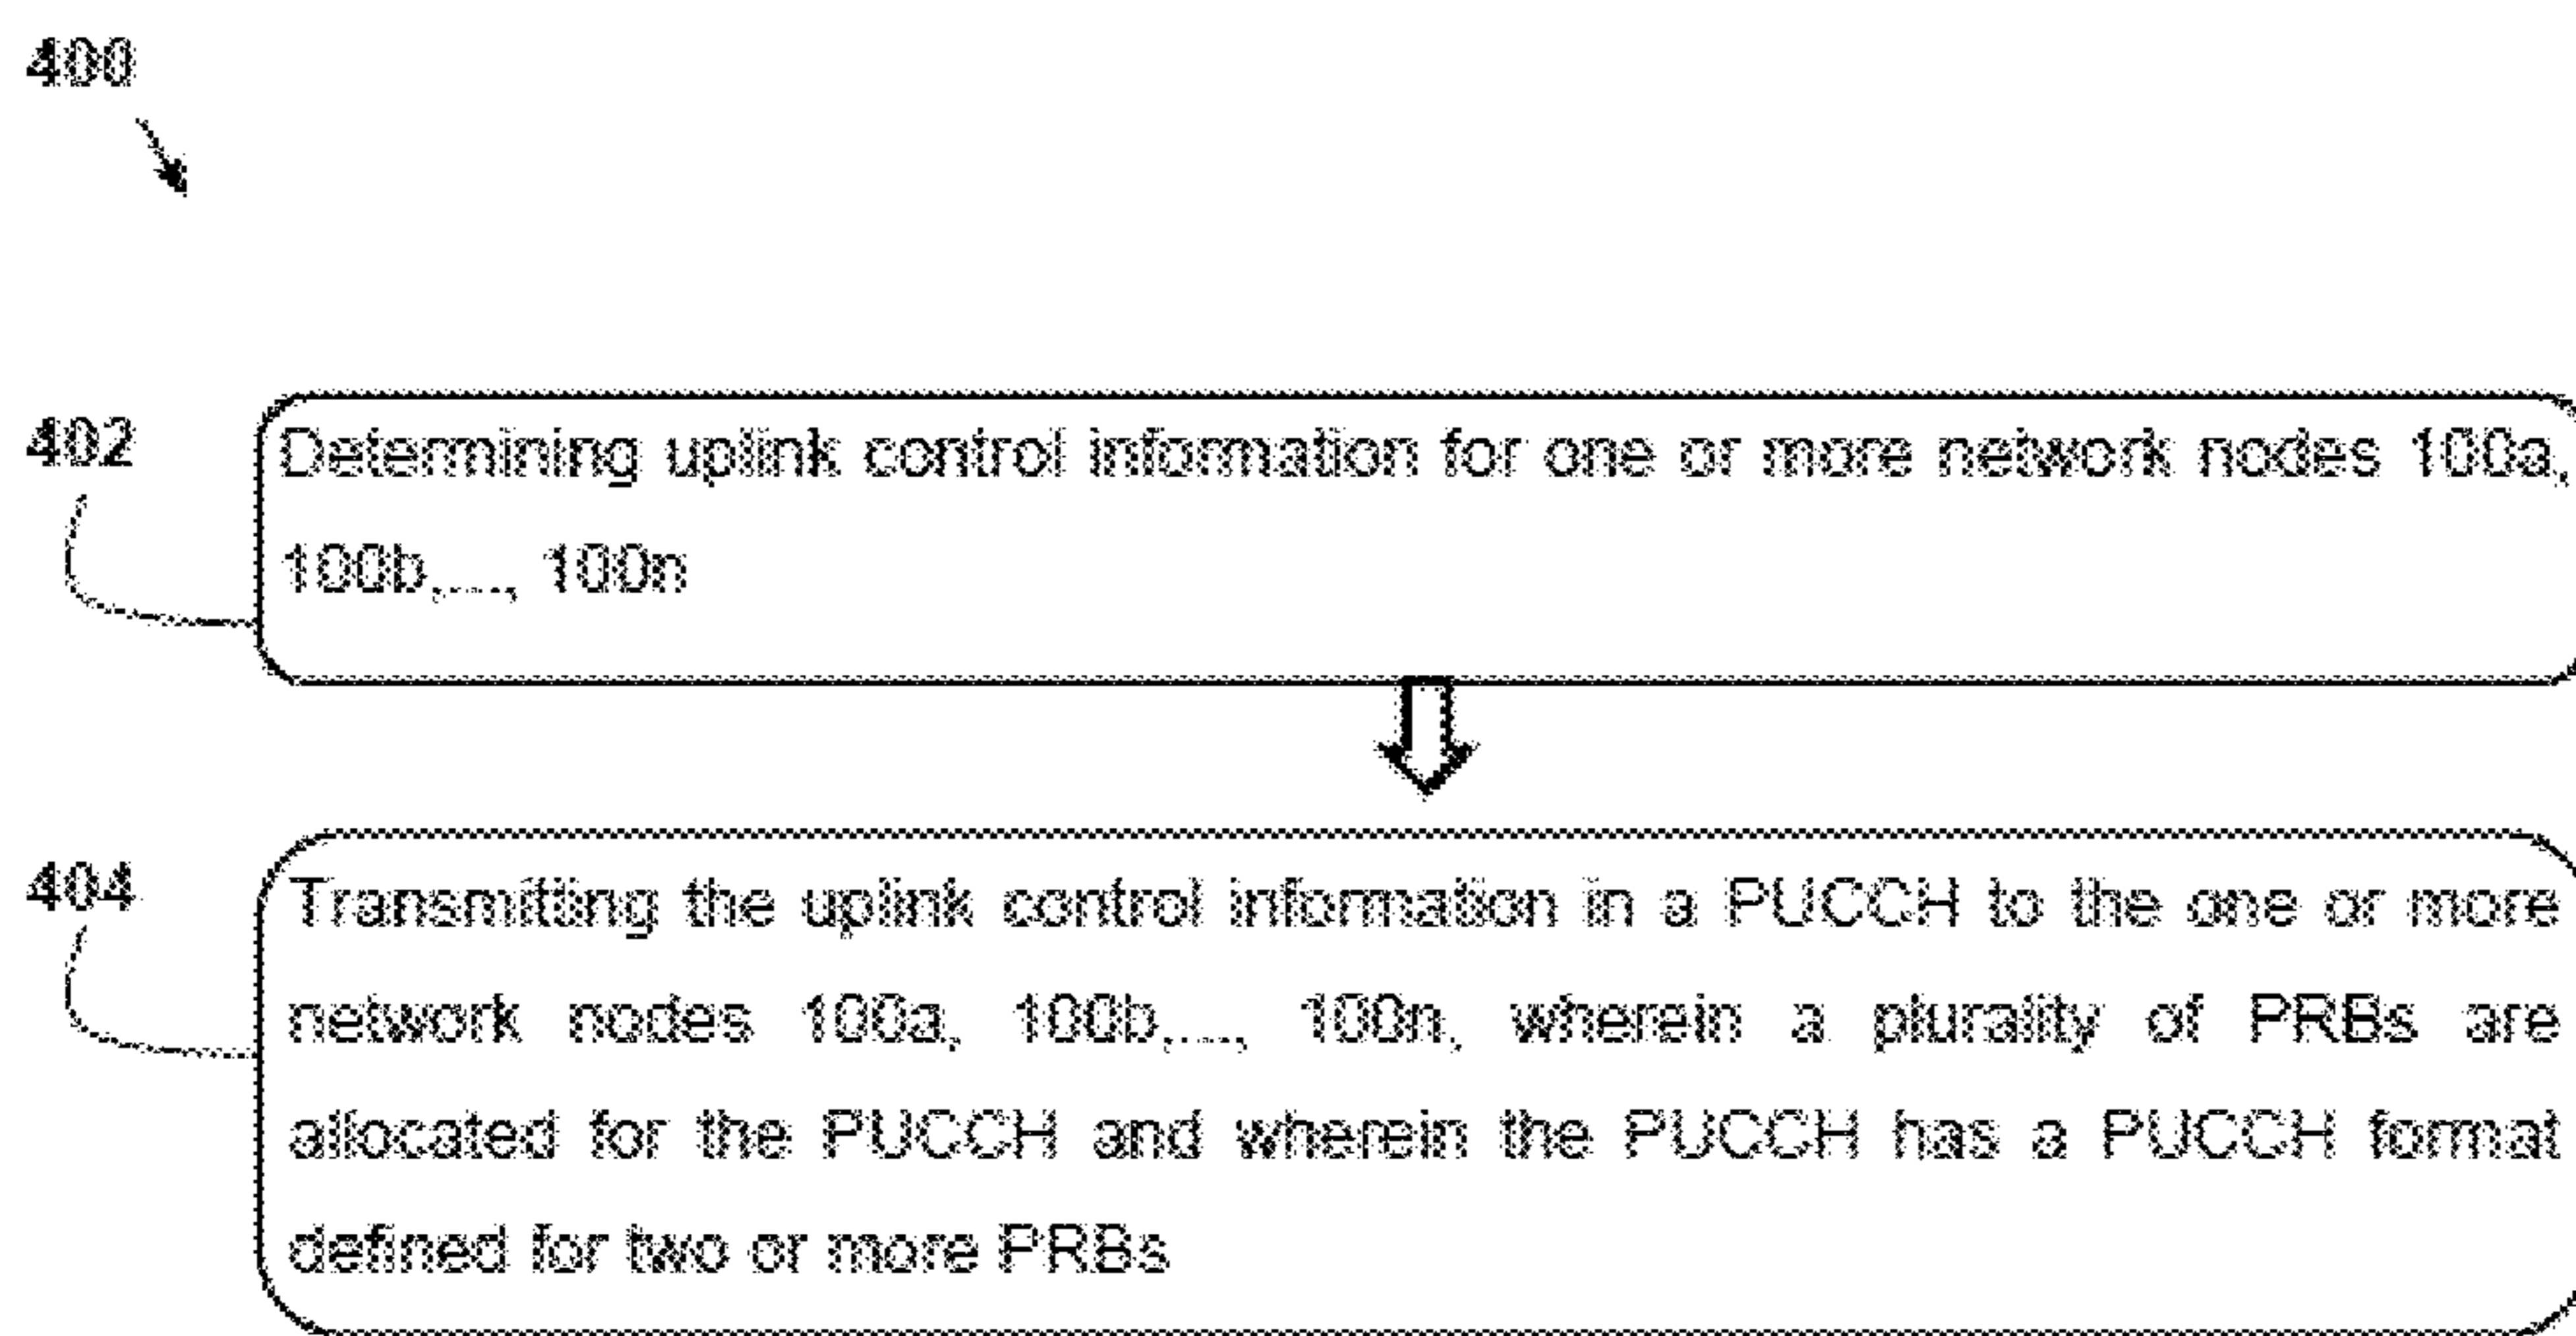 400
402
Determining uplink control information for one or more network nodes 100a,
100b,..., 100n
404
Transmitting the uplink control information in a PUCCH to the one or more
network nodes 100a, 100b,..., 100n, wherein a plurality of PRBs are
allocated for the PUCCH and wherein the PUCCH has a PUCCH format
defined for two or more PRBs